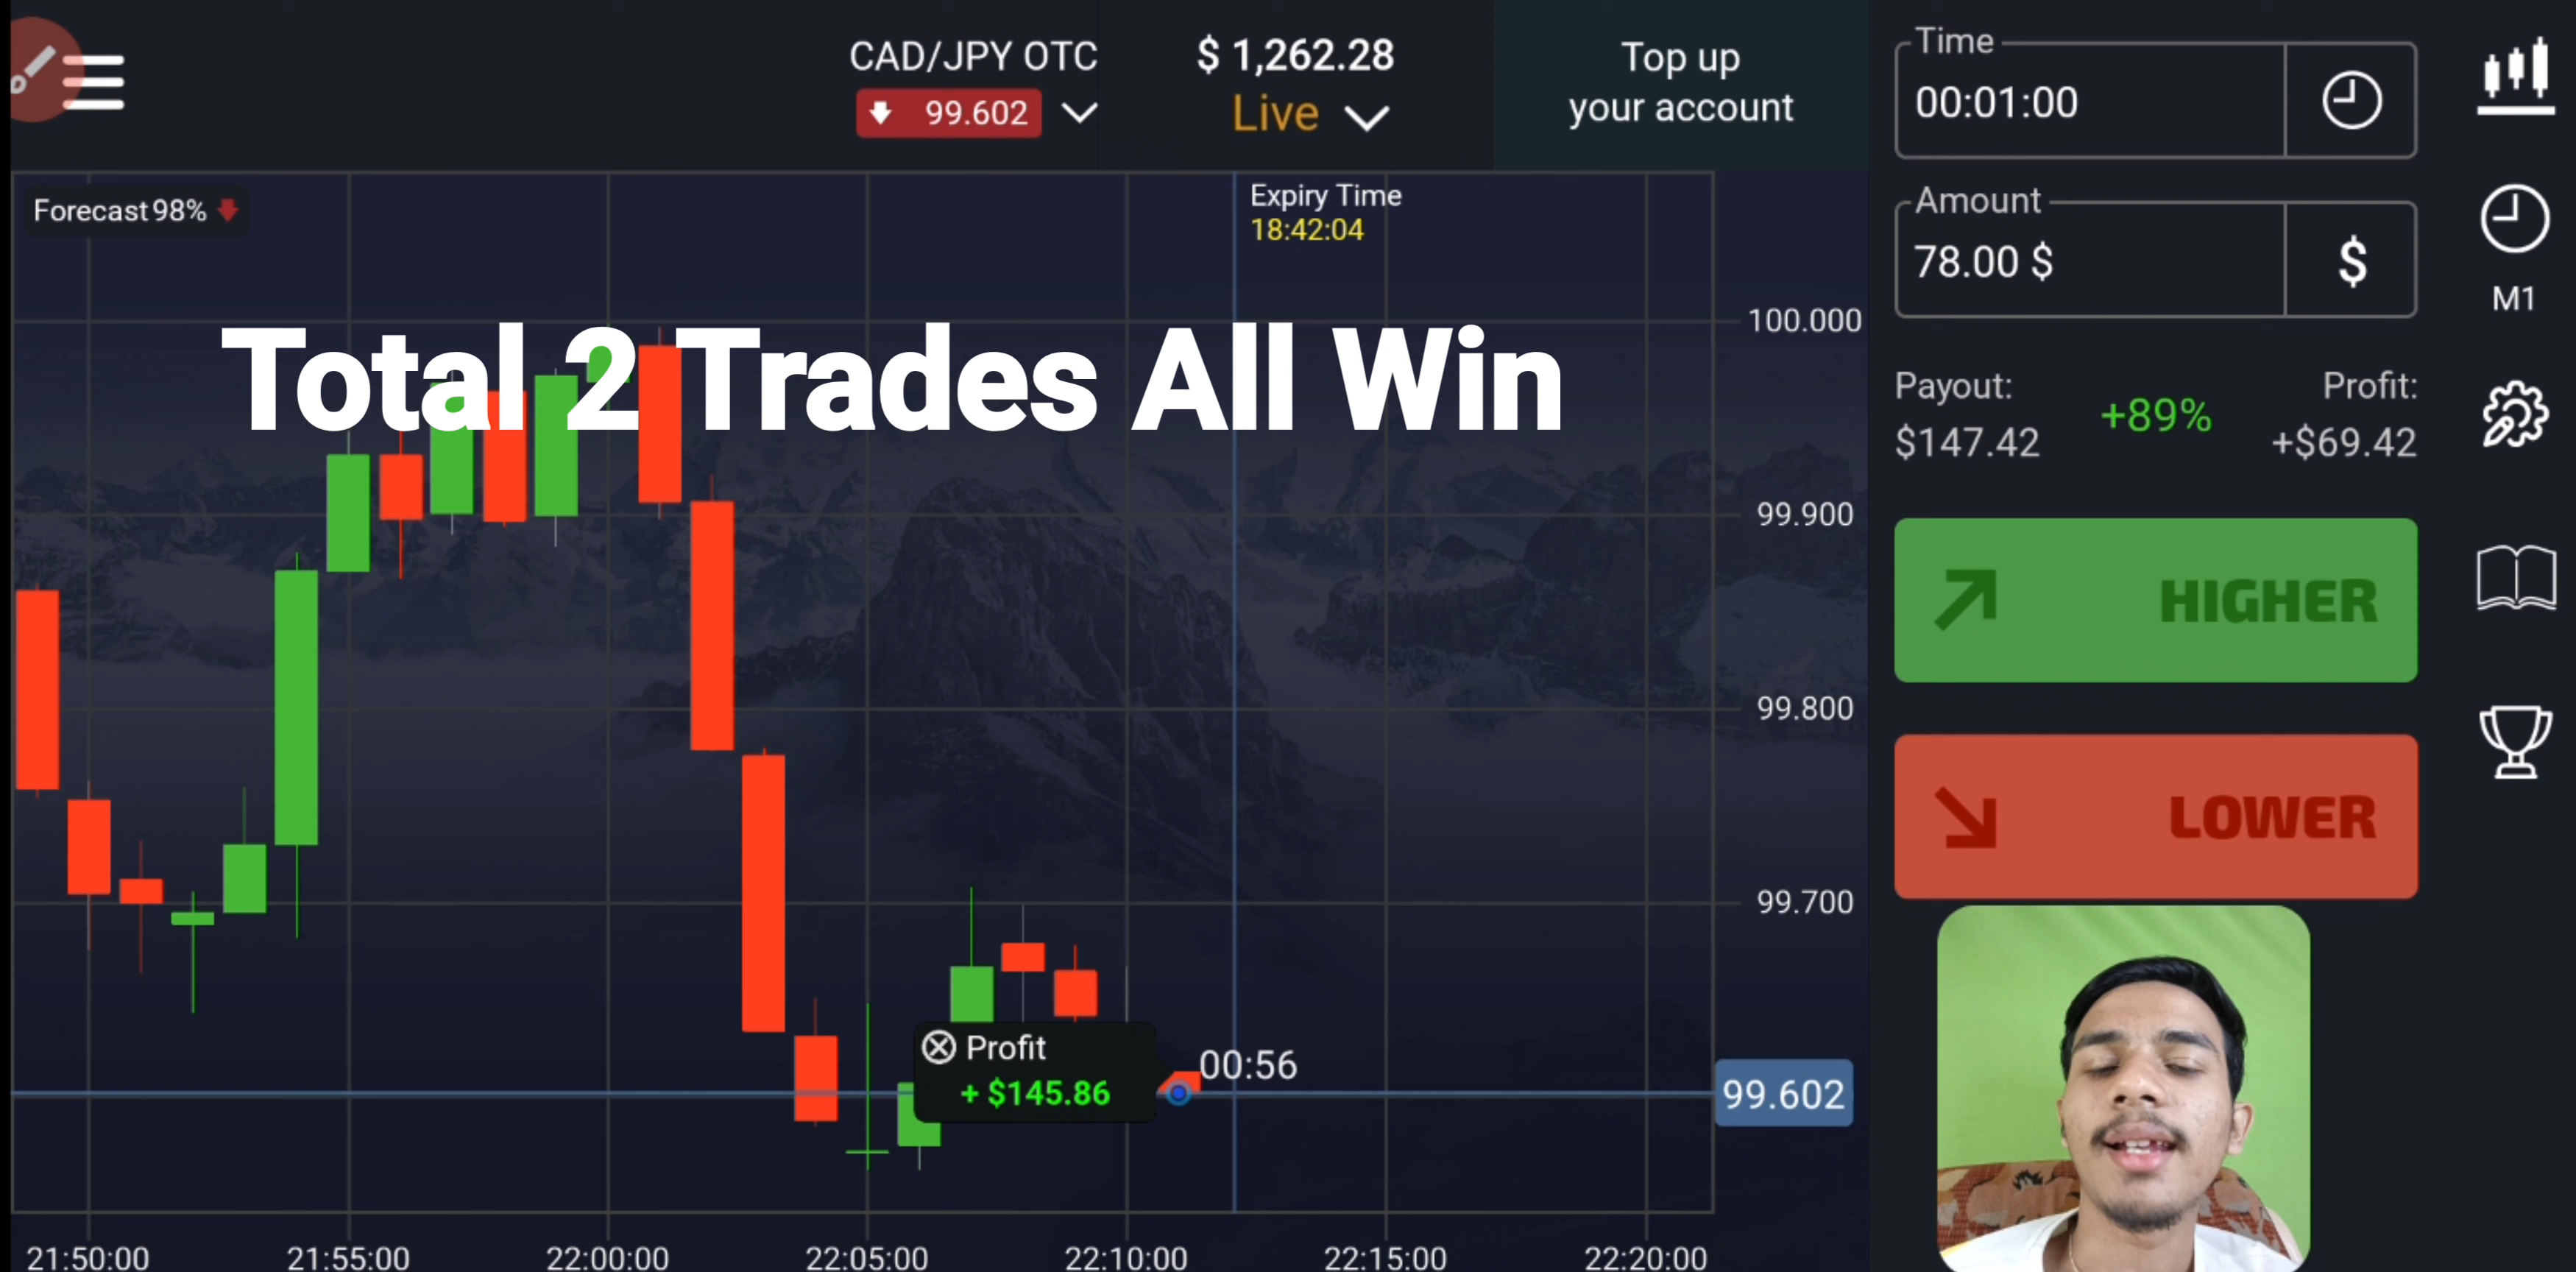 CAD/JPY OTC
99.602
$ 1,262.28
Live
Top up
your account
Time
00:01:00
Forecast 98%
Expiry Time
18:42:04
Amount
78.00 $
$
M1
Total 2 Trades All Win
Payout:
$147.42
+89%
Profit:
+$69.42
HIGHER
LOWER
100.000
99.900
99.800
99.700
99.602
Profit
+ $145.86
00:56
21:50:00
21:55:00
22:00:00
22:05:00
22:10:00
22:15:00
22:20:00